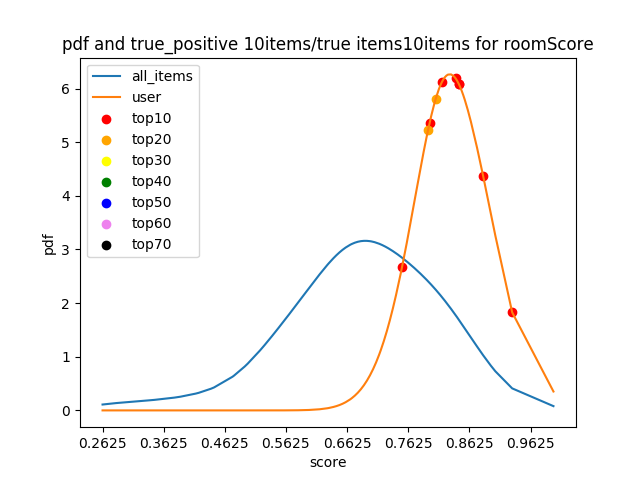 pdf and true_positive 10items/true items10items for roomScore
all_items
user
top10
top20
top30
top40
top50
top60
top70
pdf
6
5
4
3
2
1
0
0.2625 0.3625 0.4625 0.5625 0.6625 0.7625 0.8625 0.9625
score